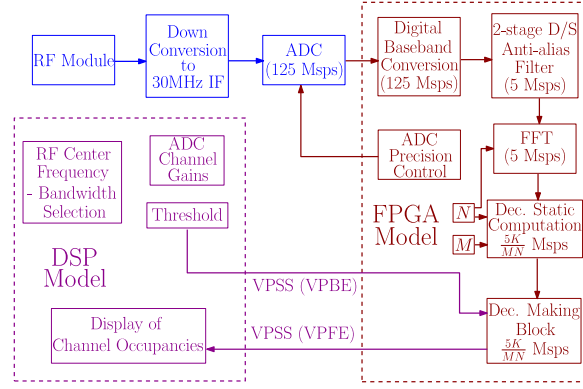 RF Module
Down
Conversion
to
30MHz IF
ADC
(125 Msps)
Digital
Baseband
Conversion
(125 Msps)
2-stage D/S
Anti-alias
Filter
(5 Msps)
RF Center
Frequency
- Bandwidth
Selection
ADC
Channel
Gains
Threshold
DSP
Model
ADC
Precision
Control
FFT
(5 Msps)
FPGA
Model
N
M
Dec. Static
Computation
5K/MN Msps
VPSS (VPBE)
Dec. Making
Block
5K/MN Msps
VPSS (VPFE)
Display of
Channel Occupancies